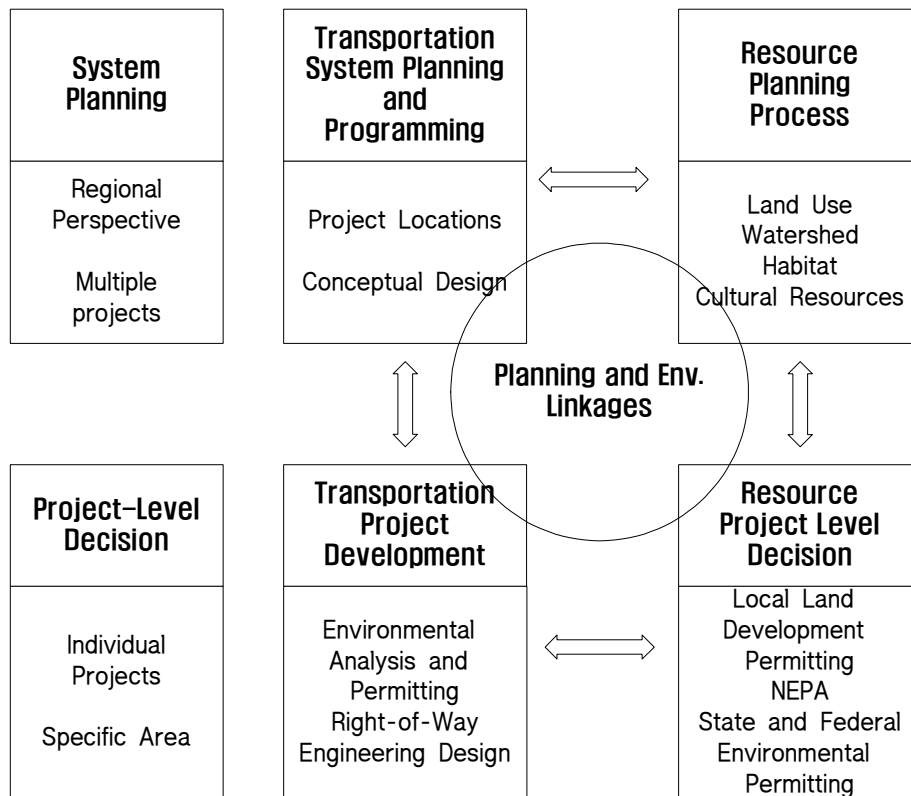 System
Planning
Regional
Perspective
Multiple
projects
Transportation
System Planning
and
Programming
Project Locations
Conceptual Design
Resource
Planning
Process
Land Use
Watershed
Habitat
Cultural Resources
Planning and Env.
Linkages
Project-Level
Decision
Individual
Projects
Specific Area
Transportation
Project
Development
Environmental
Analysis and
Permitting
Right-of-Way
Engineering Design
Resource
Project Level
Decision
Local Land
Development
Permitting
NEPA
State and Federal
Environmental
Permitting